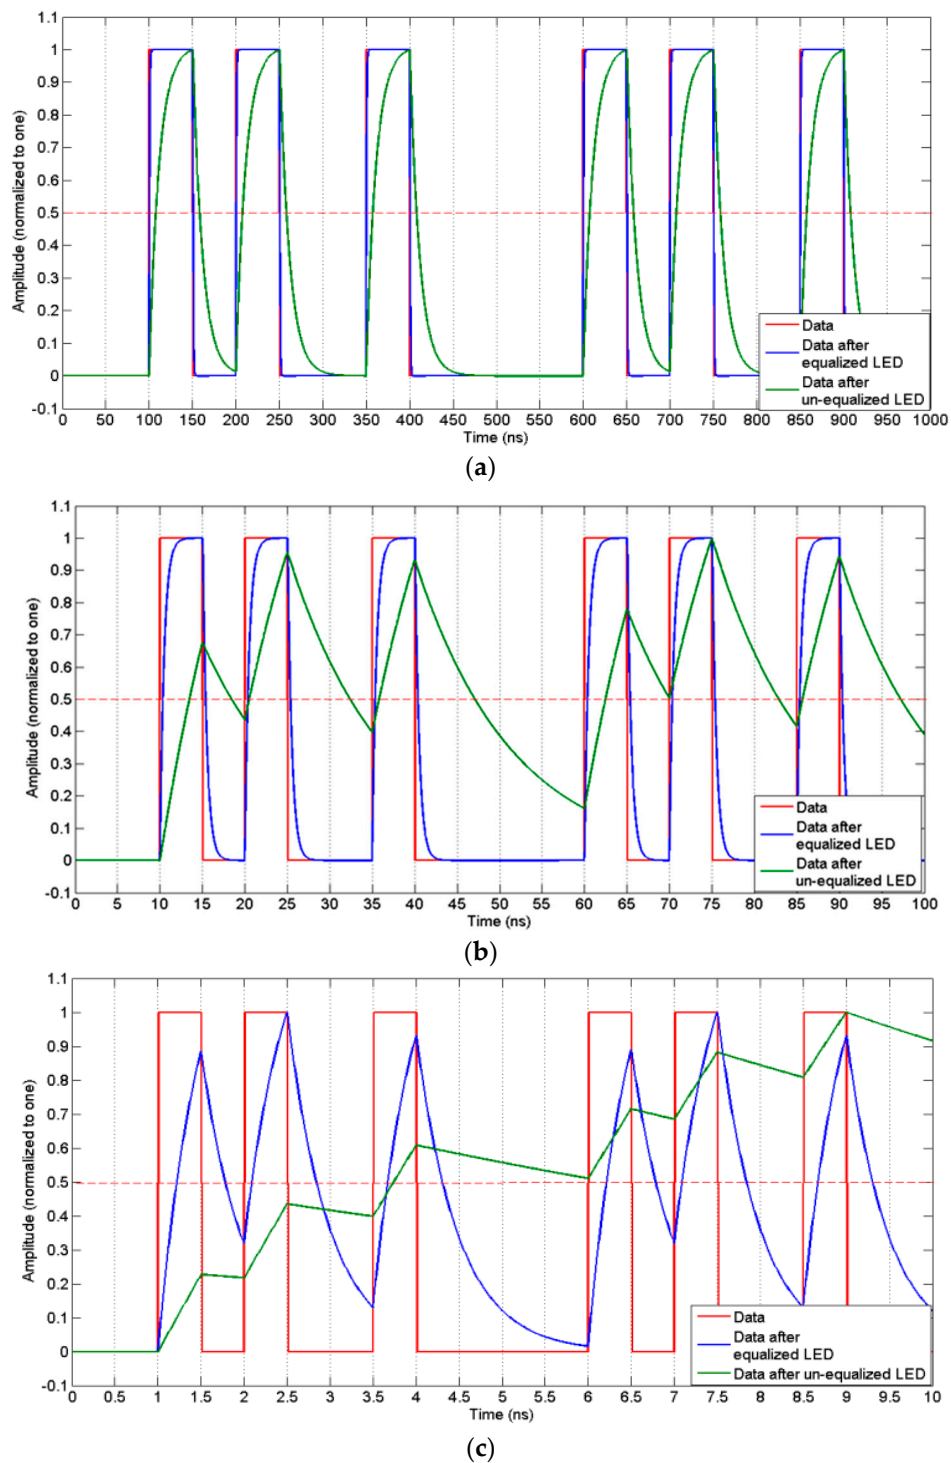 1.1
1
0.9
0.8
0.7
0.6
0.5
0.4
0.3
0.2
0.1
0
-0.1
Amplitude (normalized to one)
Data
Data after
equalized LED
Data after
un-equalized LED
0 50 100 150 200 250 300 350 400 450 500 550 600 650 700 750 800 850 900 950 1000
Time (ns)
(a)
1.1
1
0.9
0.8
0.7
0.6
0.5
0.4
0.3
0.2
0.1
0
-0.1
Amplitude (normalized to one)
Data
Data after
equalized LED
Data after
un-equalized LED
0 5 10 15 20 25 30 35 40 45 50 55 60 65 70 75 80 85 90 95 100
Time (ns)
(b)
1.1
1
0.9
0.8
0.7
0.6
0.5
0.4
0.3
0.2
0.1
0
-0.1
Amplitude (normalized to one)
Data
Data after
equalized LED
Data after un-equalized LED
0 0.5 1 1.5 2 2.5 3 3.5 4 4.5 5 5.5 6 6.5 7 7.5 8 8.5 9 9.5 10
Time (ns)
(c)